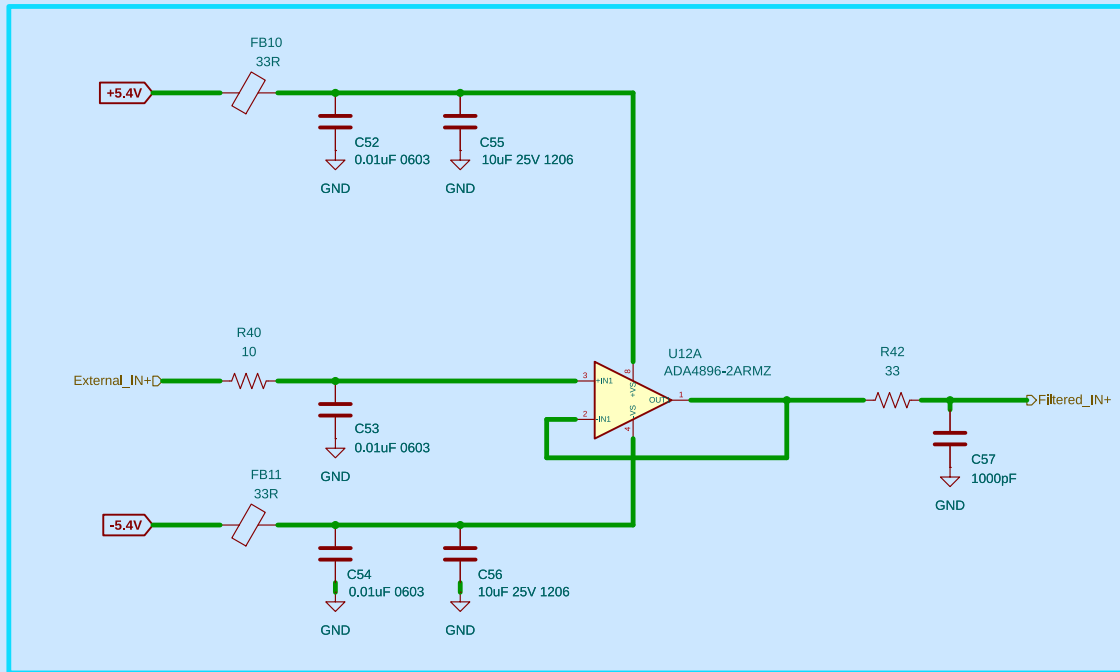 FB10
33R
+5.4V
C52
0.01uF 0603
GND
C55
10uF 25V 1206
GND
R40
10
External_IN+
C53
0.01uF 0603
GND
U12A
ADA4896-2ARMZ
3
+IN1
2
-IN1
8
+VS
-VS
4
OUT
1
R42
33
Filtered_IN+
C57
1000pF
GND
FB11
33R
-5.4V
C54
0.01uF 0603
GND
C56
10uF 25V 1206
GND